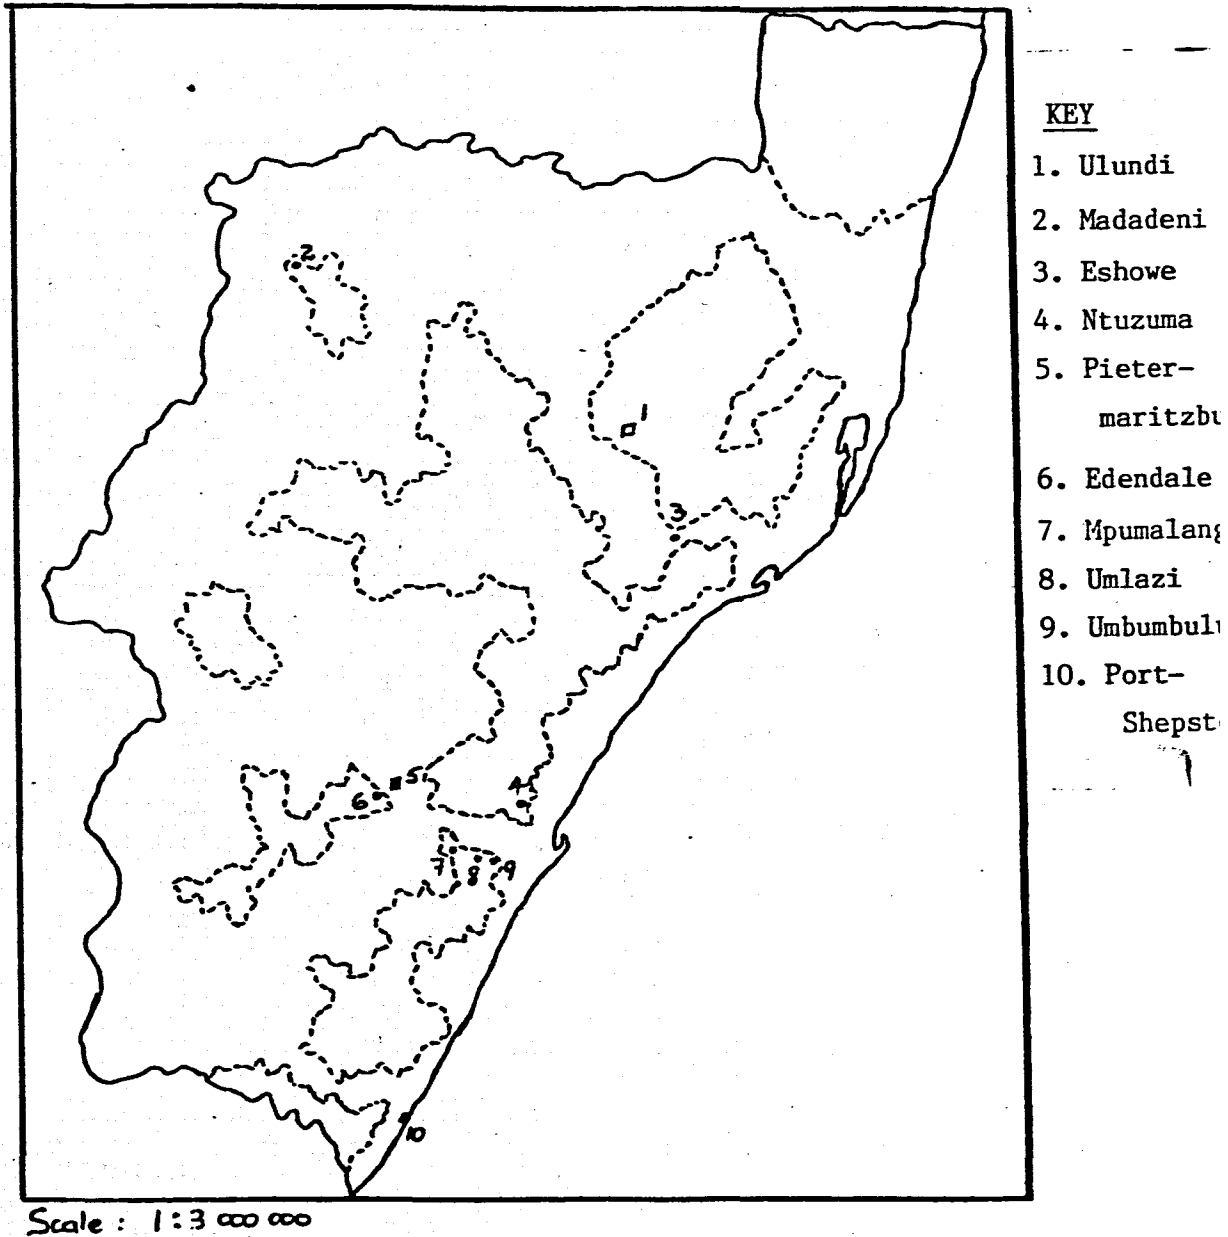 KEY
1. Ulundi
2. Madadeni
3. Eshowe
4. Ntuzuma
5. Pieter-
maritzbu
6. Edendale
7. Mpumalang
8. Umlazi
9. Umbumbulu
10. Port-
Shepst
2
1
3
5
6
4
7
8
9
10
Scale : 1:3 000 000